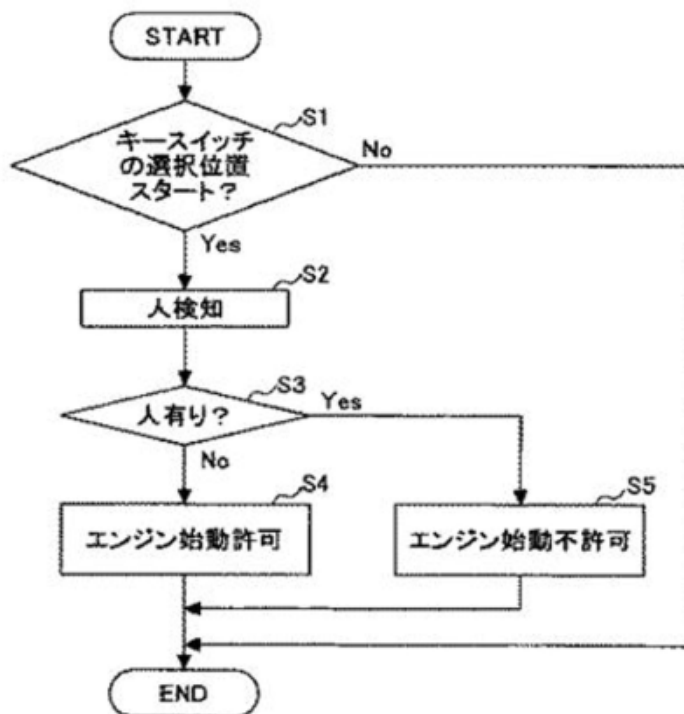 START
S1
キースイッチ
の選択位置
スタート?
No
Yes
S2
人検知
S3
人有り?
Yes
No
S4
エンジン始動許可
S5
エンジン始動不許可
END